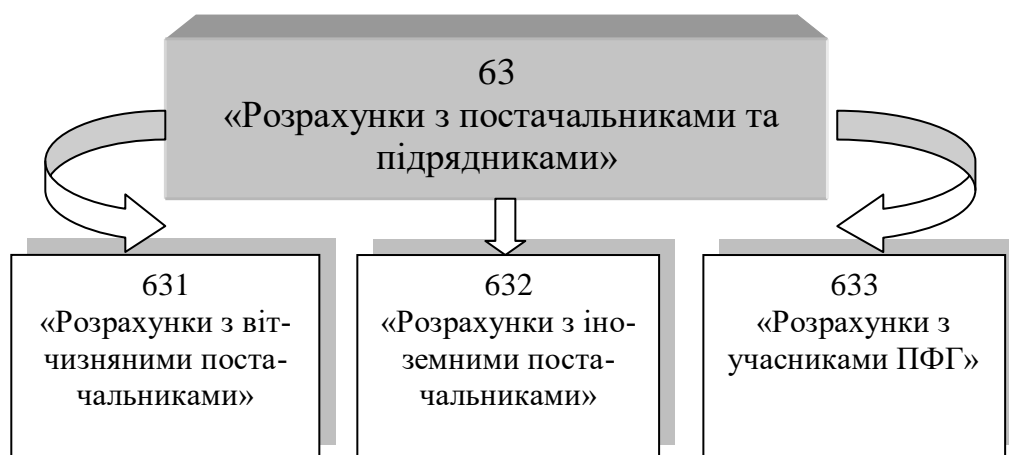 63
«Розрахунки з постачальниками та
підрядниками»
631
«Розрахунки з віт-
чизняними поста-
чальниками»
632
«Розрахунки з іно-
земними поста-
чальниками»
633
«Розрахунки з
учасниками ПФГ»